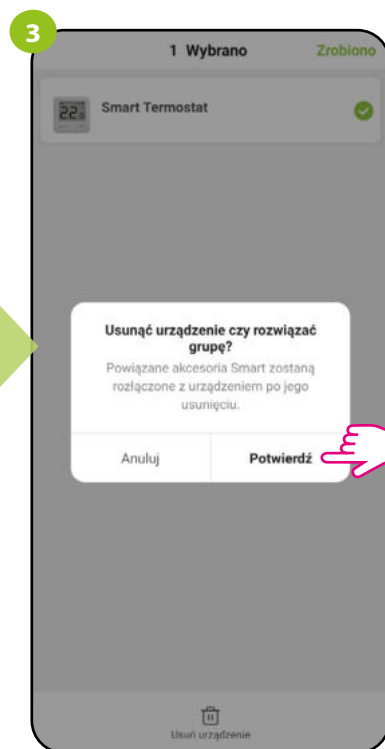 3
1 Wybrano Zrobiono
22
Smart Termostat
Usunąć urządzenie czy rozwiązać
grupę?
Powiązane akcesoria Smart zostaną
rozłączone z urządzeniem po jego
usunięciu.
Anuluj Potwierdź
Usuń urządzenie